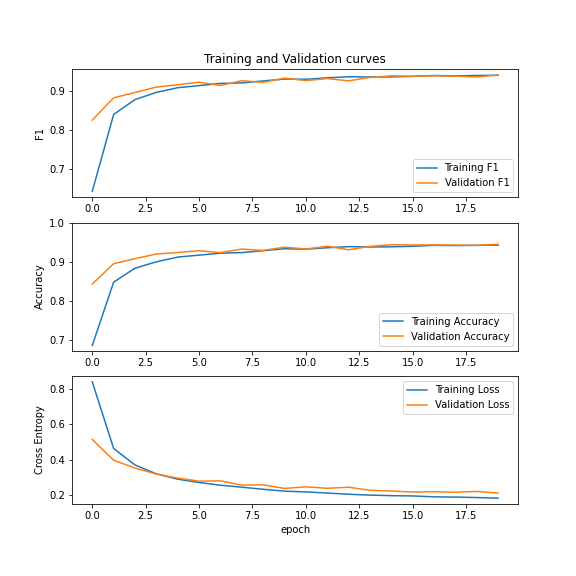 Training and Validation curves
0.9
0.8
0.7
F1
Training F1
Validation F1
0.0 2.5 5.0 7.5 10.0 12.5 15.0 17.5
1.0
0.9
0.8
0.7
Accuracy
Training Accuracy
Validation Accuracy
0.0 2.5 5.0 7.5 10.0 12.5 15.0 17.5
0.8
0.6
0.4
0.2
Cross Entropy
Training Loss
Validation Loss
0.0 2.5 5.0 7.5 10.0 12.5 15.0 17.5
epoch